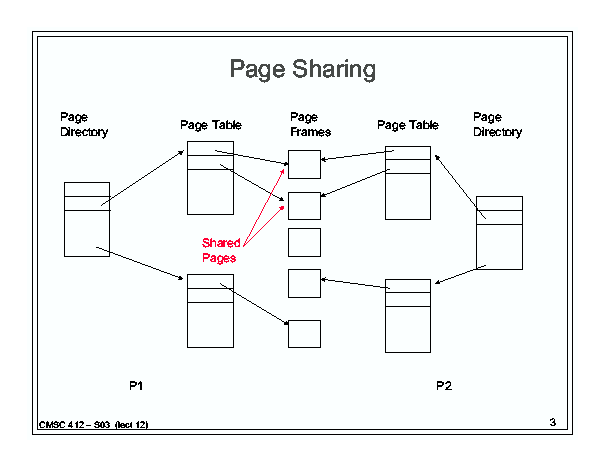 Page Sharing
Page
Directory
Page Table
Page
Frames
Page Table
Page
Directory
Shared
Pages
P1
P2
CMSC 412 – S03 (lect 12)
3